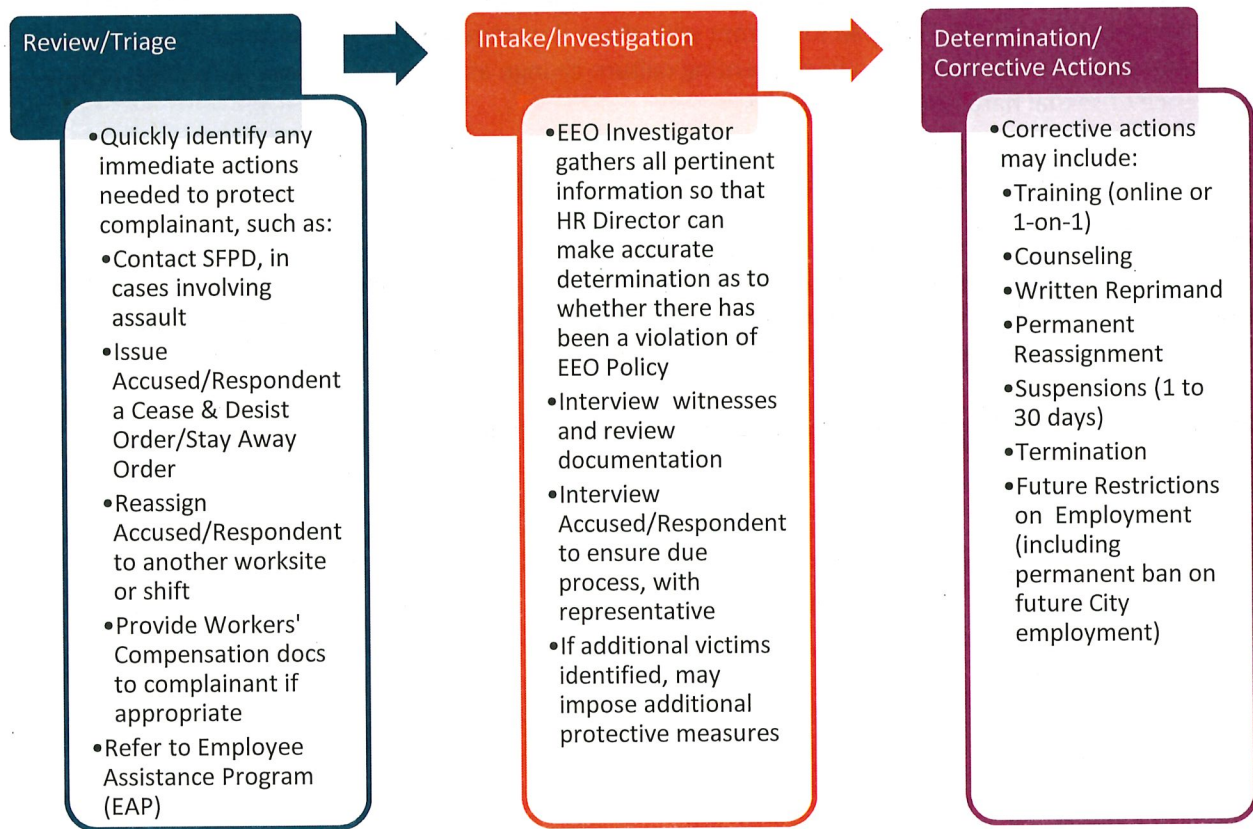 Review/Triage
•Quickly identify any
immediate actions
needed to protect
complainant, such as:
•Contact SFPD, in
cases involving
assault
•Issue
Accused/Respondent
a Cease & Desist
Order/Stay Away
Order
•Reassign
Accused/Respondent
to another worksite
or shift
•Provide Workers'
Compensation docs
to complainant if
appropriate
•Refer to Employee
Assistance Program
(EAP)
Intake/Investigation
•EEO Investigator
gathers all pertinent
information so that
HR Director can
make accurate
determination as to
whether there has
been a violation of
EEO Policy
•Interview witnesses
and review
documentation
•Interview
Accused/Respondent
to ensure due
process, with
representative
•If additional victims
identified, may
impose additional
protective measures
Determination/
Corrective Actions
•Corrective actions
may include:
•Training (online or
1-on-1)
•Counseling
•Written Reprimand
•Permanent
Reassignment
•Suspensions (1 to
30 days)
•Termination
•Future Restrictions
on Employment
(including
permanent ban on
future City
employment)